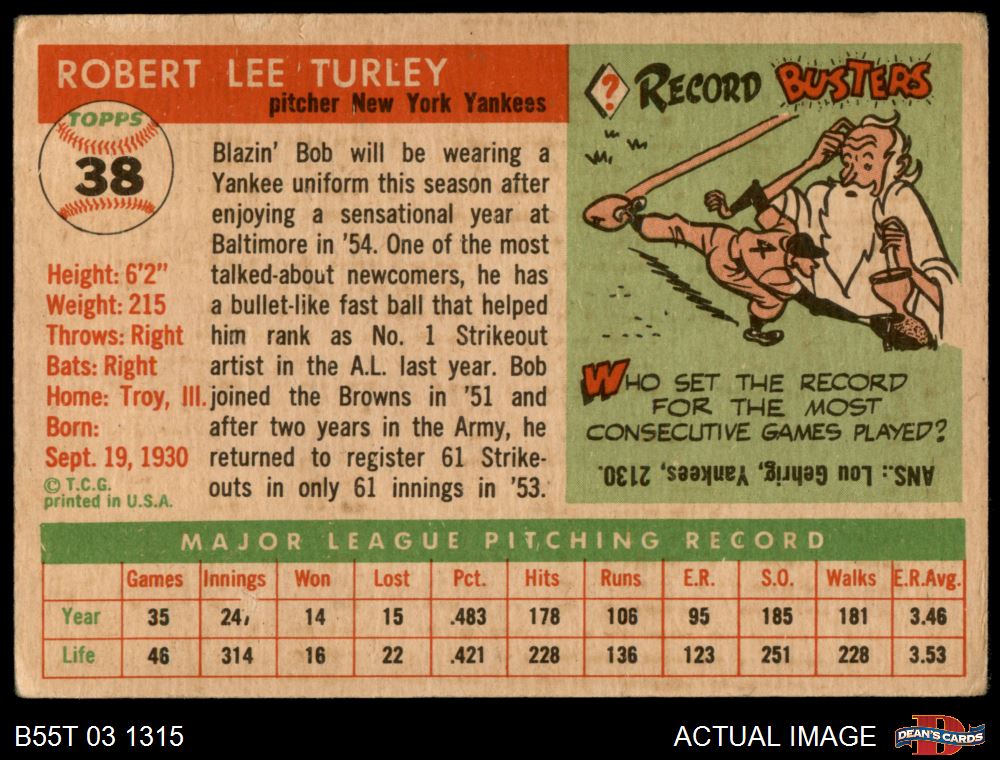 ROBERT LEE TURLEY
pitcher New York Yankees
TOPPS
38
Height: 6'2"
Weight: 215
Throws: Right
Bats: Right
Home: Troy, Ill.
Born:
Sept. 19, 1930
© T.C.G.
printed in U.S.A.
Blazin' Bob will be wearing a
Yankee uniform this season after
enjoying a sensational year at
Baltimore in '54. One of the most
talked-about newcomers, he has
a bullet-like fast ball that helped
him rank as No. 1 Strikeout
artist in the A.L. last year. Bob
joined the Browns in '51 and
after two years in the Army, he
returned to register 61 Strike-
outs in only 61 innings in '53.
? RECORD BUSTERS
4
WHO SET THE RECORD
FOR THE MOST
CONSECUTIVE GAMES PLAYED?
ANS.: Lou Gehrig, Yankees, 2130.
MAJOR LEAGUE PITCHING RECORD
Games Innings Won Lost Pct. Hits Runs E.R. S.O. Walks E.R.Avg.
Year 35 14 15 .483 178 106 95 185 181 3.46
Life 46 314 16 22 .421 228 136 123 251 228 3.53
B55T 03 1315
ACTUAL IMAGE
DEAN'S CARDS